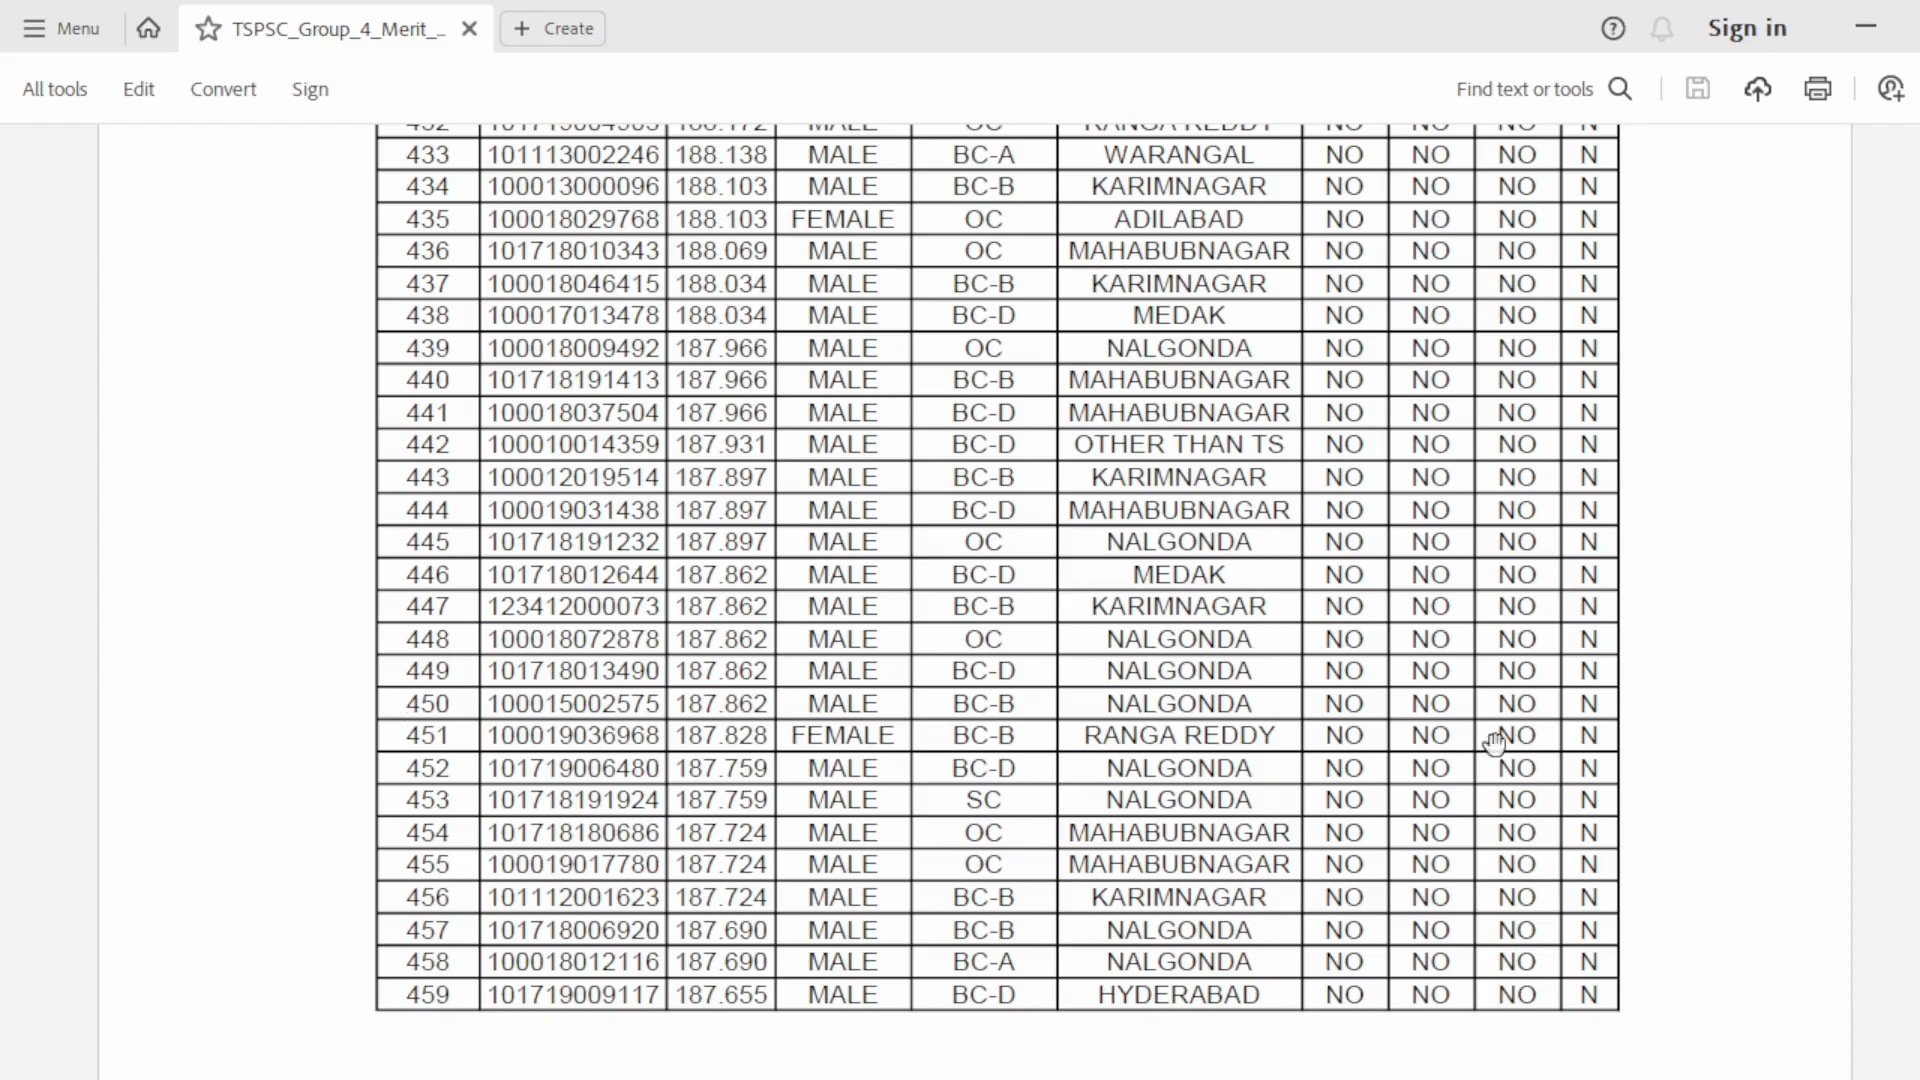 Menu TSPSC_Group_4_Merit_... Create Sign in
All tools Edit Convert Sign Find text or tools
433 101113002246 188.138 MALE BC-A WARANGAL NO NO NO N
434 100013000096 188.103 MALE BC-B KARIMNAGAR NO NO NO N
435 100018029768 188.103 FEMALE OC ADILABAD NO NO NO N
436 101718010343 188.069 MALE OC MAHABUBNAGAR NO NO NO N
437 100018046415 188.034 MALE BC-B KARIMNAGAR NO NO NO N
438 100017013478 188.034 MALE BC-D MEDAK NO NO NO N
439 100018009492 187.966 MALE OC NALGONDA NO NO NO N
440 101718191413 187.966 MALE BC-B MAHABUBNAGAR NO NO NO N
441 100018037504 187.966 MALE BC-D MAHABUBNAGAR NO NO NO N
442 100010014359 187.931 MALE BC-D OTHER THAN TS NO NO NO N
443 100012019514 187.897 MALE BC-B KARIMNAGAR NO NO NO N
444 100019031438 187.897 MALE BC-D MAHABUBNAGAR NO NO NO N
445 101718191232 187.897 MALE OC NALGONDA NO NO NO N
446 101718012644 187.862 MALE BC-D MEDAK NO NO NO N
447 123412000073 187.862 MALE BC-B KARIMNAGAR NO NO NO N
448 100018072878 187.862 MALE OC NALGONDA NO NO NO N
449 101718013490 187.862 MALE BC-D NALGONDA NO NO NO N
450 100015002575 187.862 MALE BC-B NALGONDA NO NO NO N
451 100019036968 187.828 FEMALE BC-B RANGA REDDY NO NO NO N
452 101719006480 187.759 MALE BC-D NALGONDA NO NO NO N
453 101718191924 187.759 MALE SC NALGONDA NO NO NO N
454 101718180686 187.724 MALE OC MAHABUBNAGAR NO NO NO N
455 100019017780 187.724 MALE OC MAHABUBNAGAR NO NO NO N
456 101112001623 187.724 MALE BC-B KARIMNAGAR NO NO NO N
457 101718006920 187.690 MALE BC-B NALGONDA NO NO NO N
458 100018012116 187.690 MALE BC-A NALGONDA NO NO NO N
459 101719009117 187.655 MALE BC-D HYDERABAD NO NO NO N